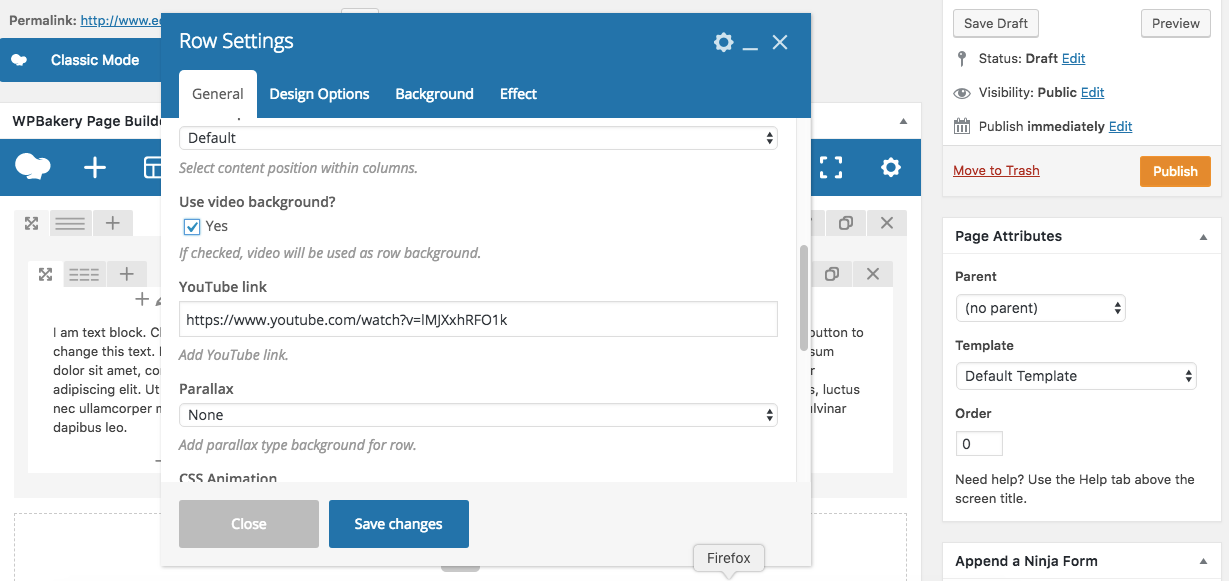 Permalink: http://www.ec
Classic Mode
WPBakery Page Builde
Row Settings
General
Design Options
Background
Effect
Default
Select content position within columns.
Use video background?
Yes
If checked, video will be used as row background.
YouTube link
https://www.youtube.com/watch?v=lMJXxhRFO1k
Add YouTube link.
Parallax
None
Add parallax type background for row.
CSS Animation
Close
Save changes
I am text block. C
change this text.
dolor sit amet, co
adipiscing elit. Ut
nec ullamcorper
dapibus leo.
button to
sum
r
s, luctus
ulvinar
Firefox
Save Draft
Preview
Status: Draft Edit
Visibility: Public Edit
Publish immediately Edit
Move to Trash
Publish
Page Attributes
Parent
(no parent)
Template
Default Template
Order
0
Need help? Use the Help tab above the
screen title.
Append a Ninja Form